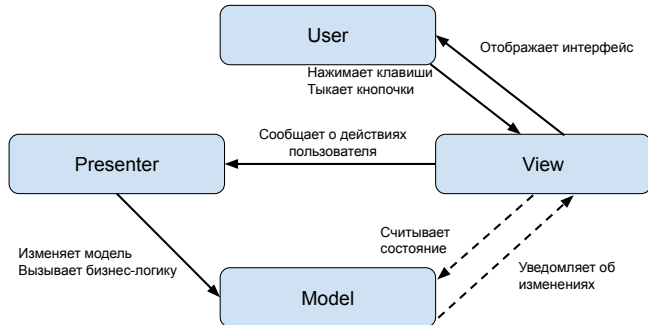 User
Отображает интерфейс
Нажимает клавиши
Тыкает кнопочки
Сообщает о действиях
пользователя
Presenter
View
Считывает
состояние
Изменяет модель
Вызывает бизнес-логику
Уведомляет об
изменениях
Model